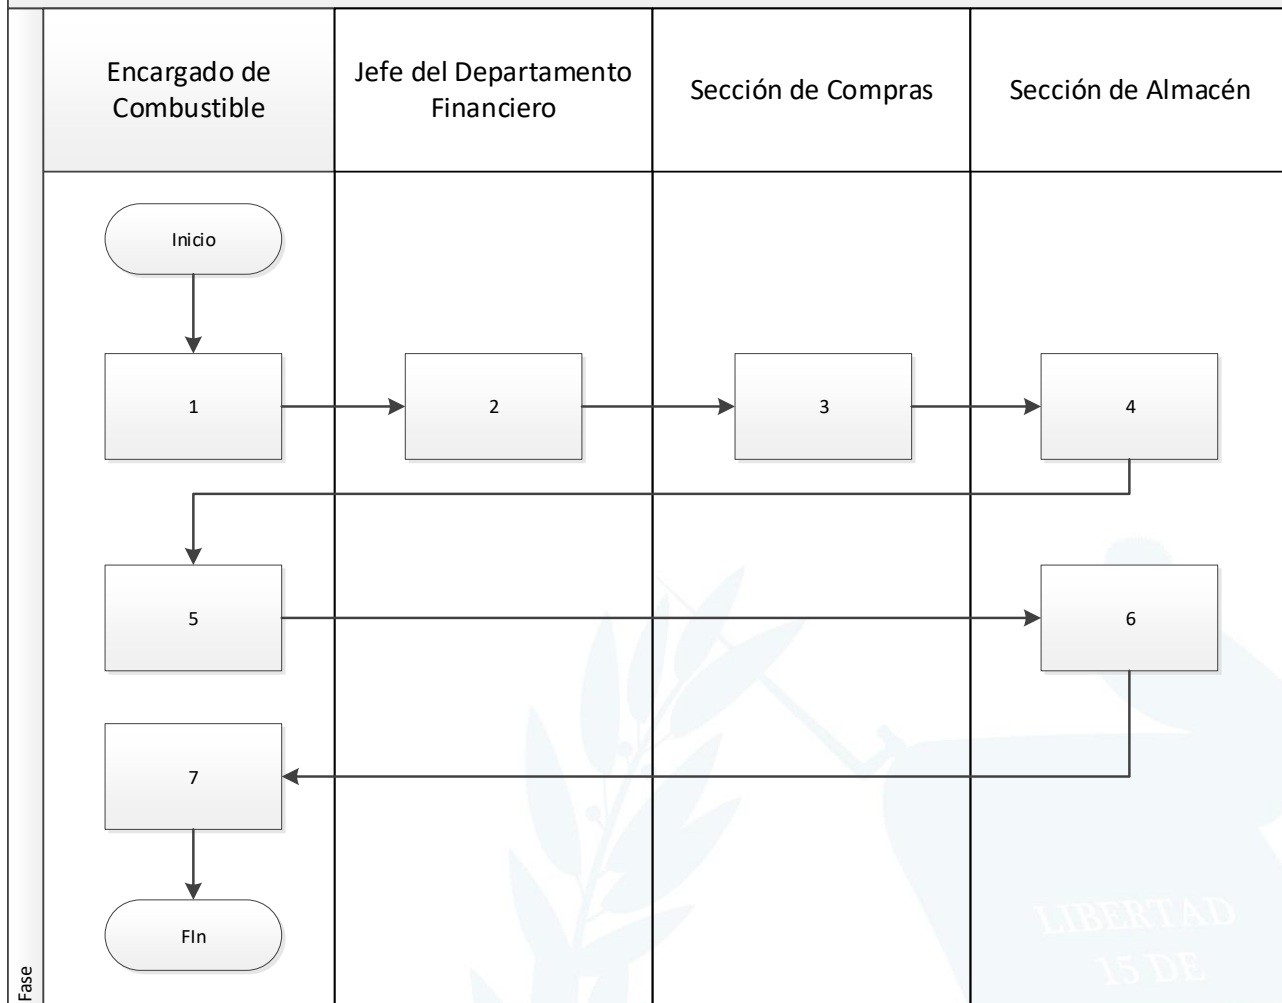 Encargado de
Combustible
Jefe del Departamento
Financiero
Sección de Compras
Sección de Almacén
Inicio
1
2
3
4
5
6
7
FIn
Fase
LIBERTAD
15 DE